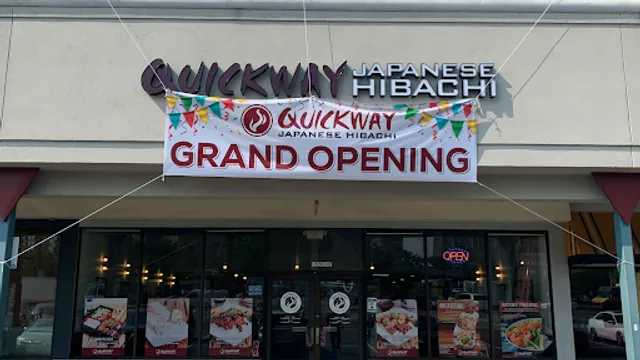 QUICKWAY JAPANESE
HIBACHI
QUICKWAY
JAPANESE HIBACHI
GRAND OPENING
OPEN